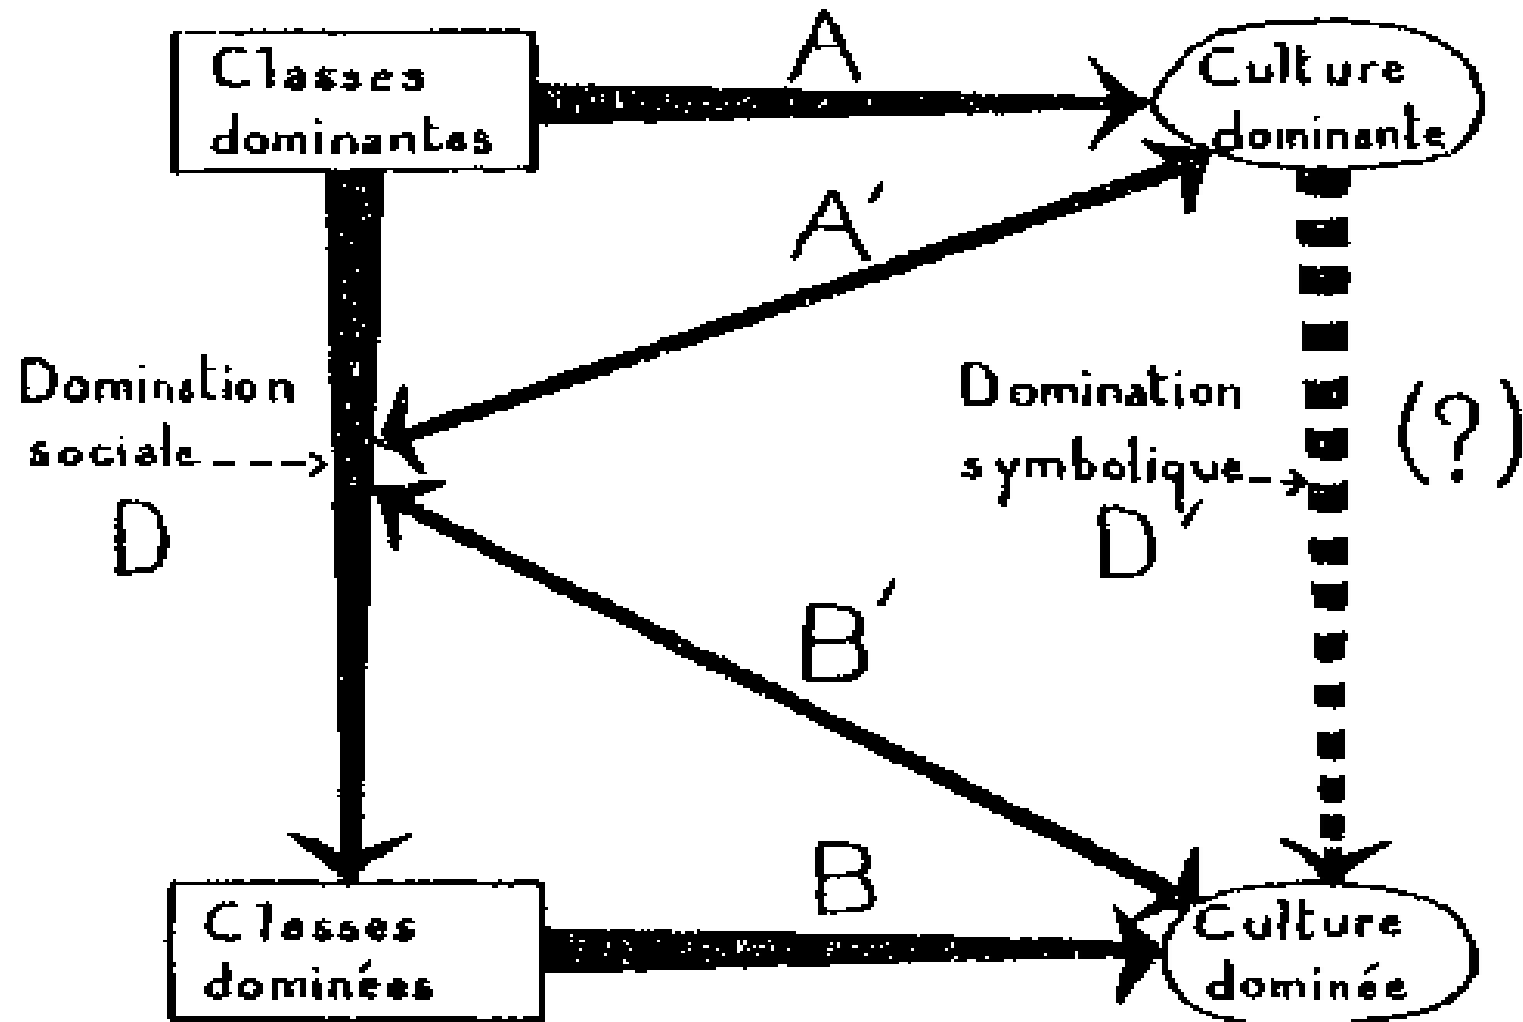 Classes
dominantes
A
Culture
dominante
A′
Domination
sociale
D
Domination
symbolique
D′
(?)
B′
B
Classes
dominées
Culture
dominée